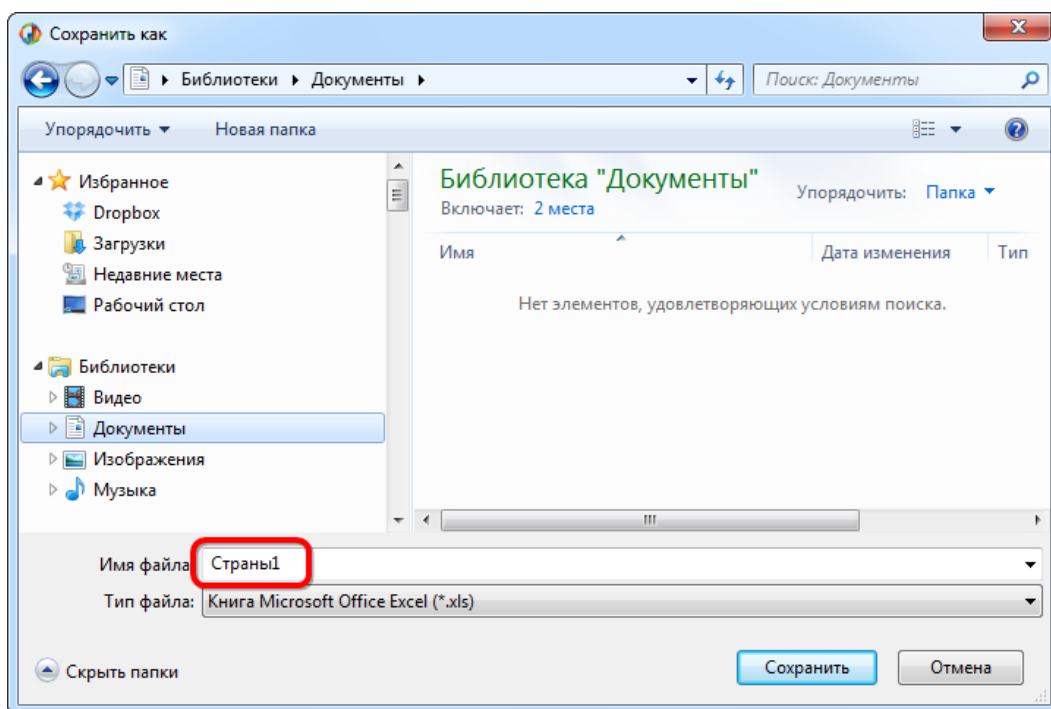 Сохранить как
Библиотеки Документы
Поиск: Документы
Упорядочить Новая папка
Избранное
Dropbox
Загрузки
Недавние места
Рабочий стол
Библиотеки
Видео
Документы
Изображения
Музыка
Библиотека "Документы"
Включает: 2 места
Упорядочить: Папка
Имя Дата изменения Тип
Нет элементов, удовлетворяющих условиям поиска.
Имя файла Страны1
Тип файла: Книга Microsoft Office Excel (*.xls)
Скрыть папки Сохранить Отмена